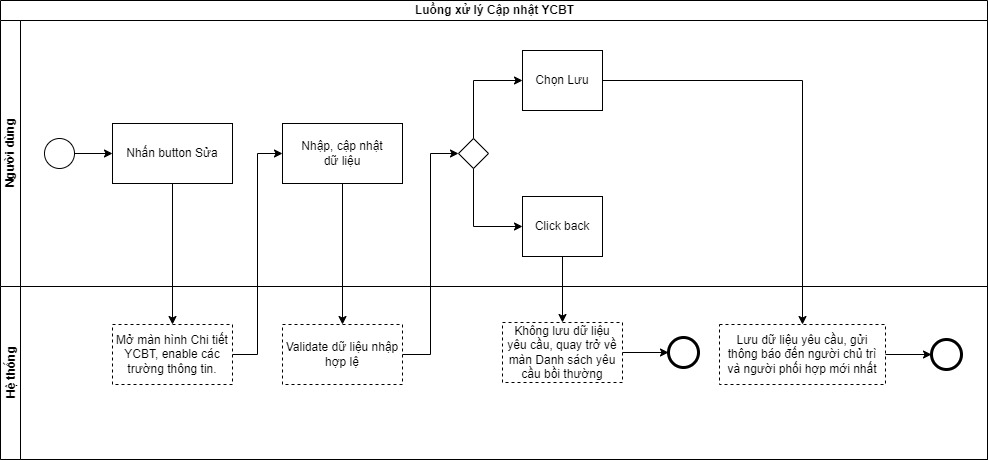 Luồng xử lý Cập nhật YCBT
Người dùng
Nhấn button Sửa
Nhập, cập nhật
dữ liệu
Chọn Lưu
Click back
Hệ thống
Mở màn hình Chi tiết
YCBT, enable các
trường thông tin.
Validate dữ liệu nhập
hợp lệ
Không lưu dữ liệu
yêu cầu, quay trở về
màn Danh sách yêu
cầu bồi thường
Lưu dữ liệu yêu cầu, gửi
thông báo đến người chủ trì
và người phối hợp mới nhất